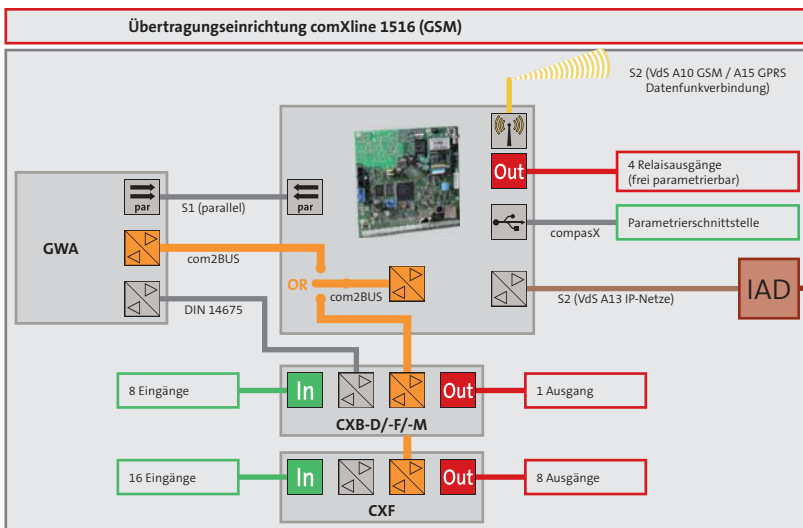 Übertragungseinrichtung comXline 1516 (GSM)
S2 (VdS A10 GSM / A15 GPRS
Datenfunkverbindung)
Out
4 Relaisausgänge
(frei parametrierbar)
par
S1 (parallel)
par
GWA
compasX
Parametrierschnittstelle
com2BUS
OR
com2BUS
S2 (VdS A13 IP-Netze)
IAD
DIN 14675
8 Eingänge
In
Out
1 Ausgang
CXB-D/-F/-M
16 Eingänge
In
Out
8 Ausgänge
CXF